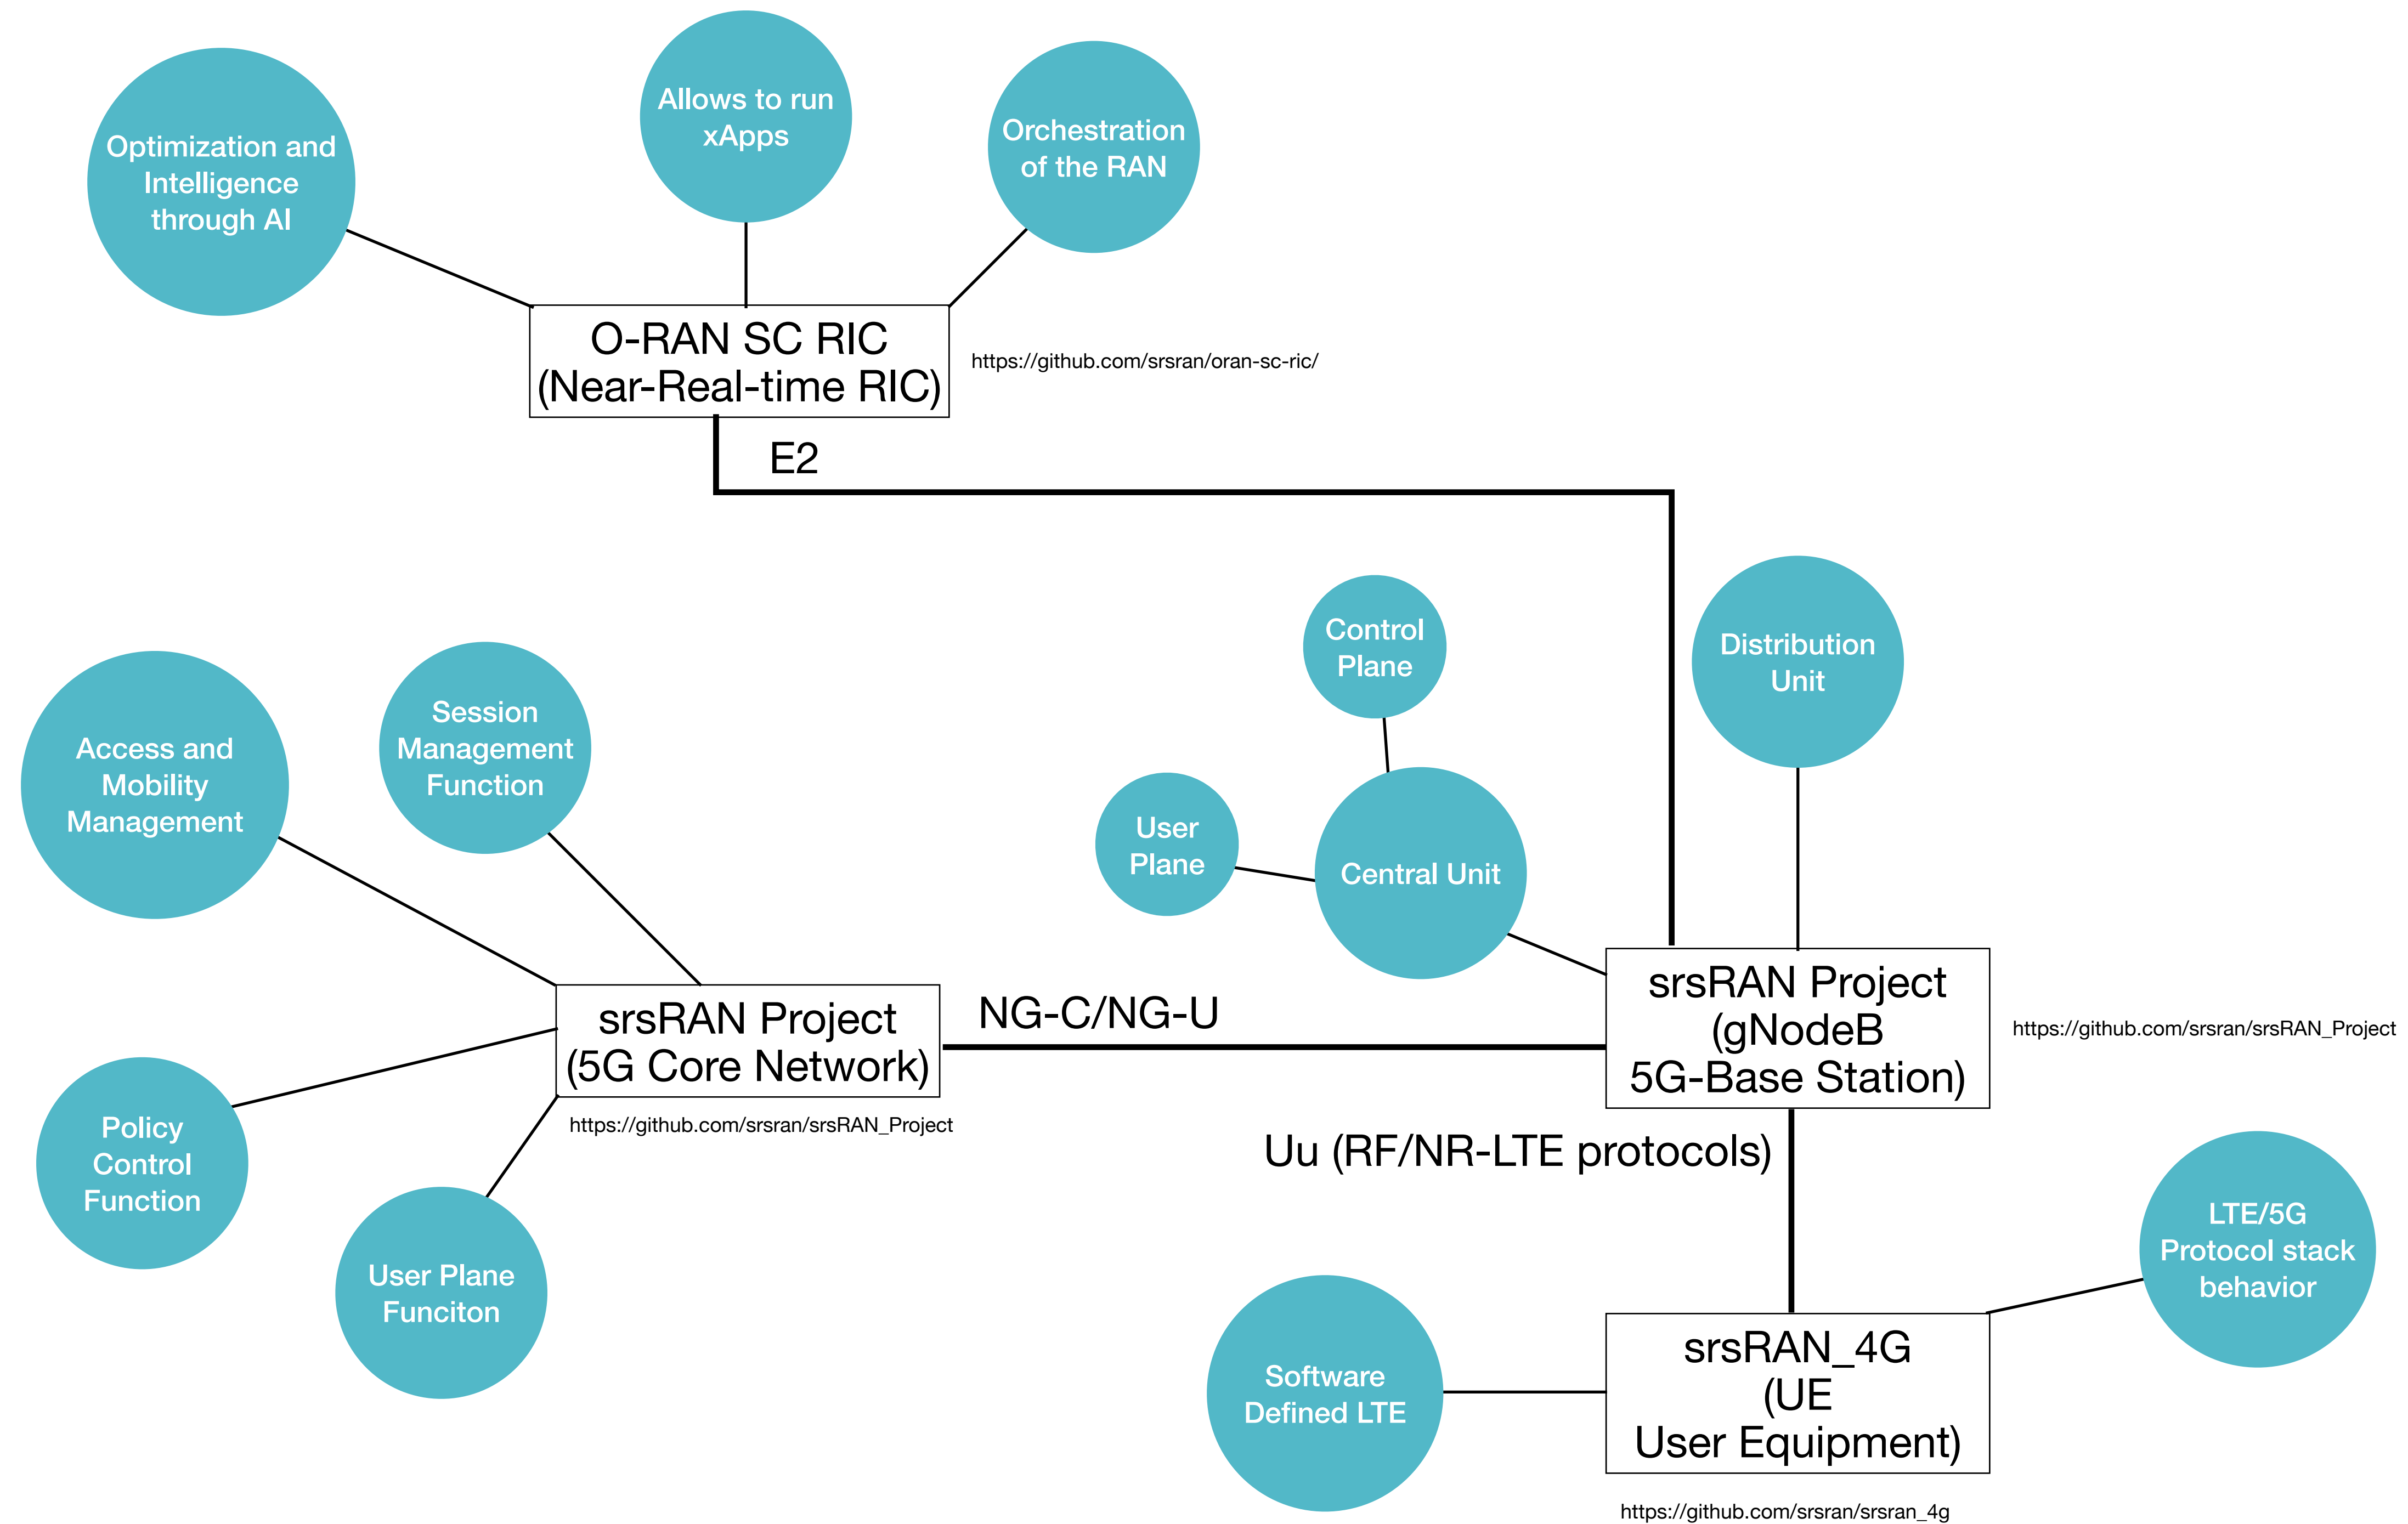 Optimization and
Intelligence
through AI
Allows to run
xApps
Orchestration
of the RAN
O-RAN SC RIC
(Near-Real-time RIC)
https://github.com/srsran/oran-sc-ric/
E2
Control
Plane
Distribution
Unit
User
Plane
Central Unit
Access and
Mobility
Management
Session
Management
Function
srsRAN Project
(5G Core Network)
https://github.com/srsran/srsRAN_Project
NG-C/NG-U
srsRAN Project
(gNodeB
5G-Base Station)
https://github.com/srsran/srsRAN_Project
Policy
Control
Function
User Plane
Funciton
Uu (RF/NR-LTE protocols)
LTE/5G
Protocol stack
behavior
Software
Defined LTE
srsRAN_4G
(UE
User Equipment)
https://github.com/srsran/srsran_4g